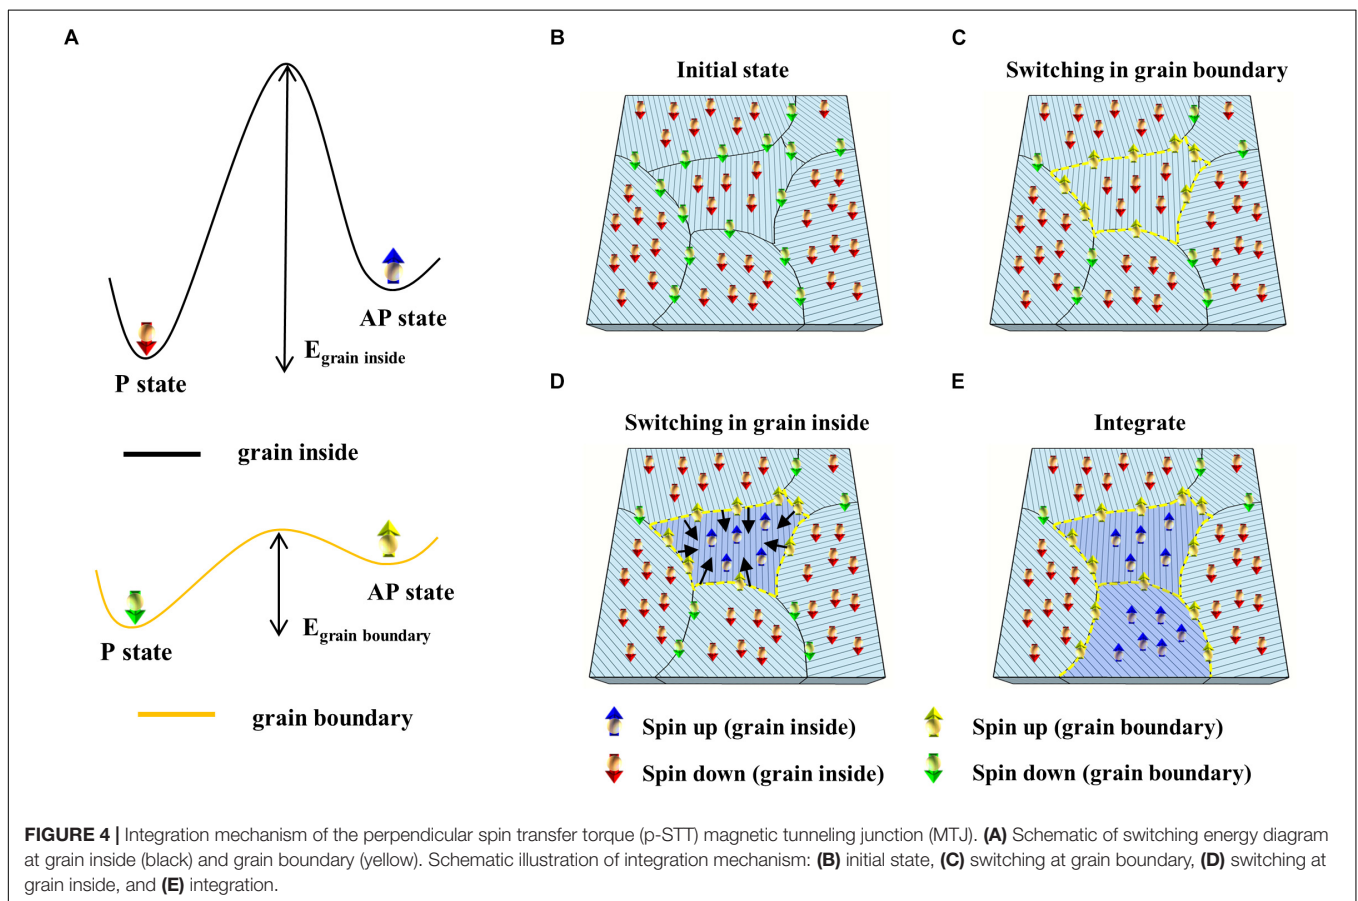 A
P state
AP state
E grain inside
grain inside
P state
AP state
E grain boundary
grain boundary
B
Initial state
C
Switching in grain boundary
D
Switching in grain inside
E
Integrate
Spin up (grain inside)
Spin up (grain boundary)
Spin down (grain inside)
Spin down (grain boundary)
FIGURE 4 | Integration mechanism of the perpendicular spin transfer torque (p-STT) magnetic tunneling junction (MTJ). (A) Schematic of switching energy diagram
at grain inside (black) and grain boundary (yellow). Schematic illustration of integration mechanism: (B) initial state, (C) switching at grain boundary, (D) switching at
grain inside, and (E) integration.